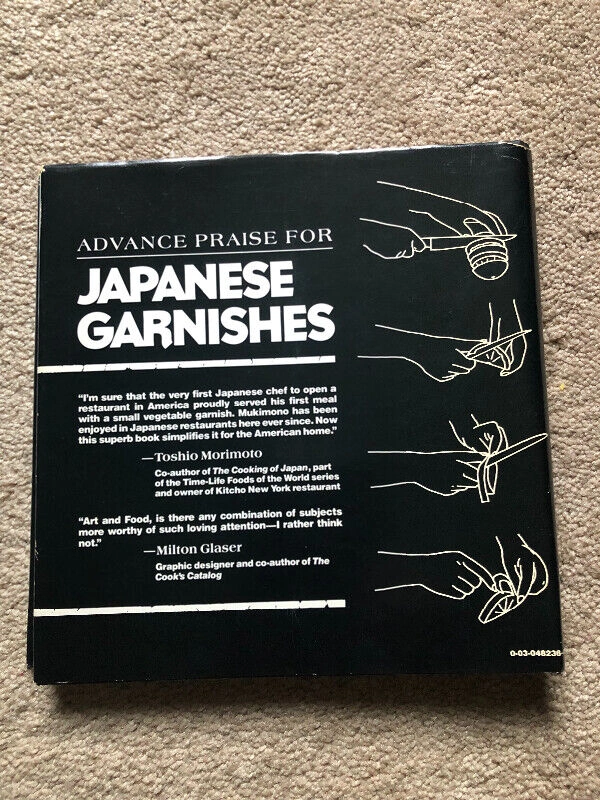 ADVANCE PRAISE FOR
JAPANESE
GARNISHES
“I’m sure that the very first Japanese chef to open a
restaurant in America proudly served his first meal
with a small vegetable garnish. Mukimono has been
enjoyed in Japanese restaurants here ever since. Now
this superb book simplifies it for the American home.”
—Toshio Morimoto
Co-author of The Cooking of Japan, part
of the Time-Life Foods of the World series
and owner of Kitcho New York restaurant
“Art and Food, is there any combination of subjects
more worthy of such loving attention—I rather think
not.”
—Milton Glaser
Graphic designer and co-author of The
Cook’s Catalog
0-03-048236-